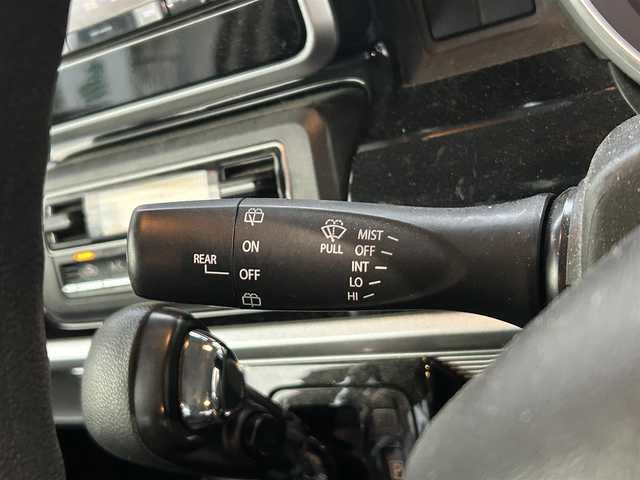 ON
REAR
OFF
PULL
MIST
OFF
INT
LO
HI